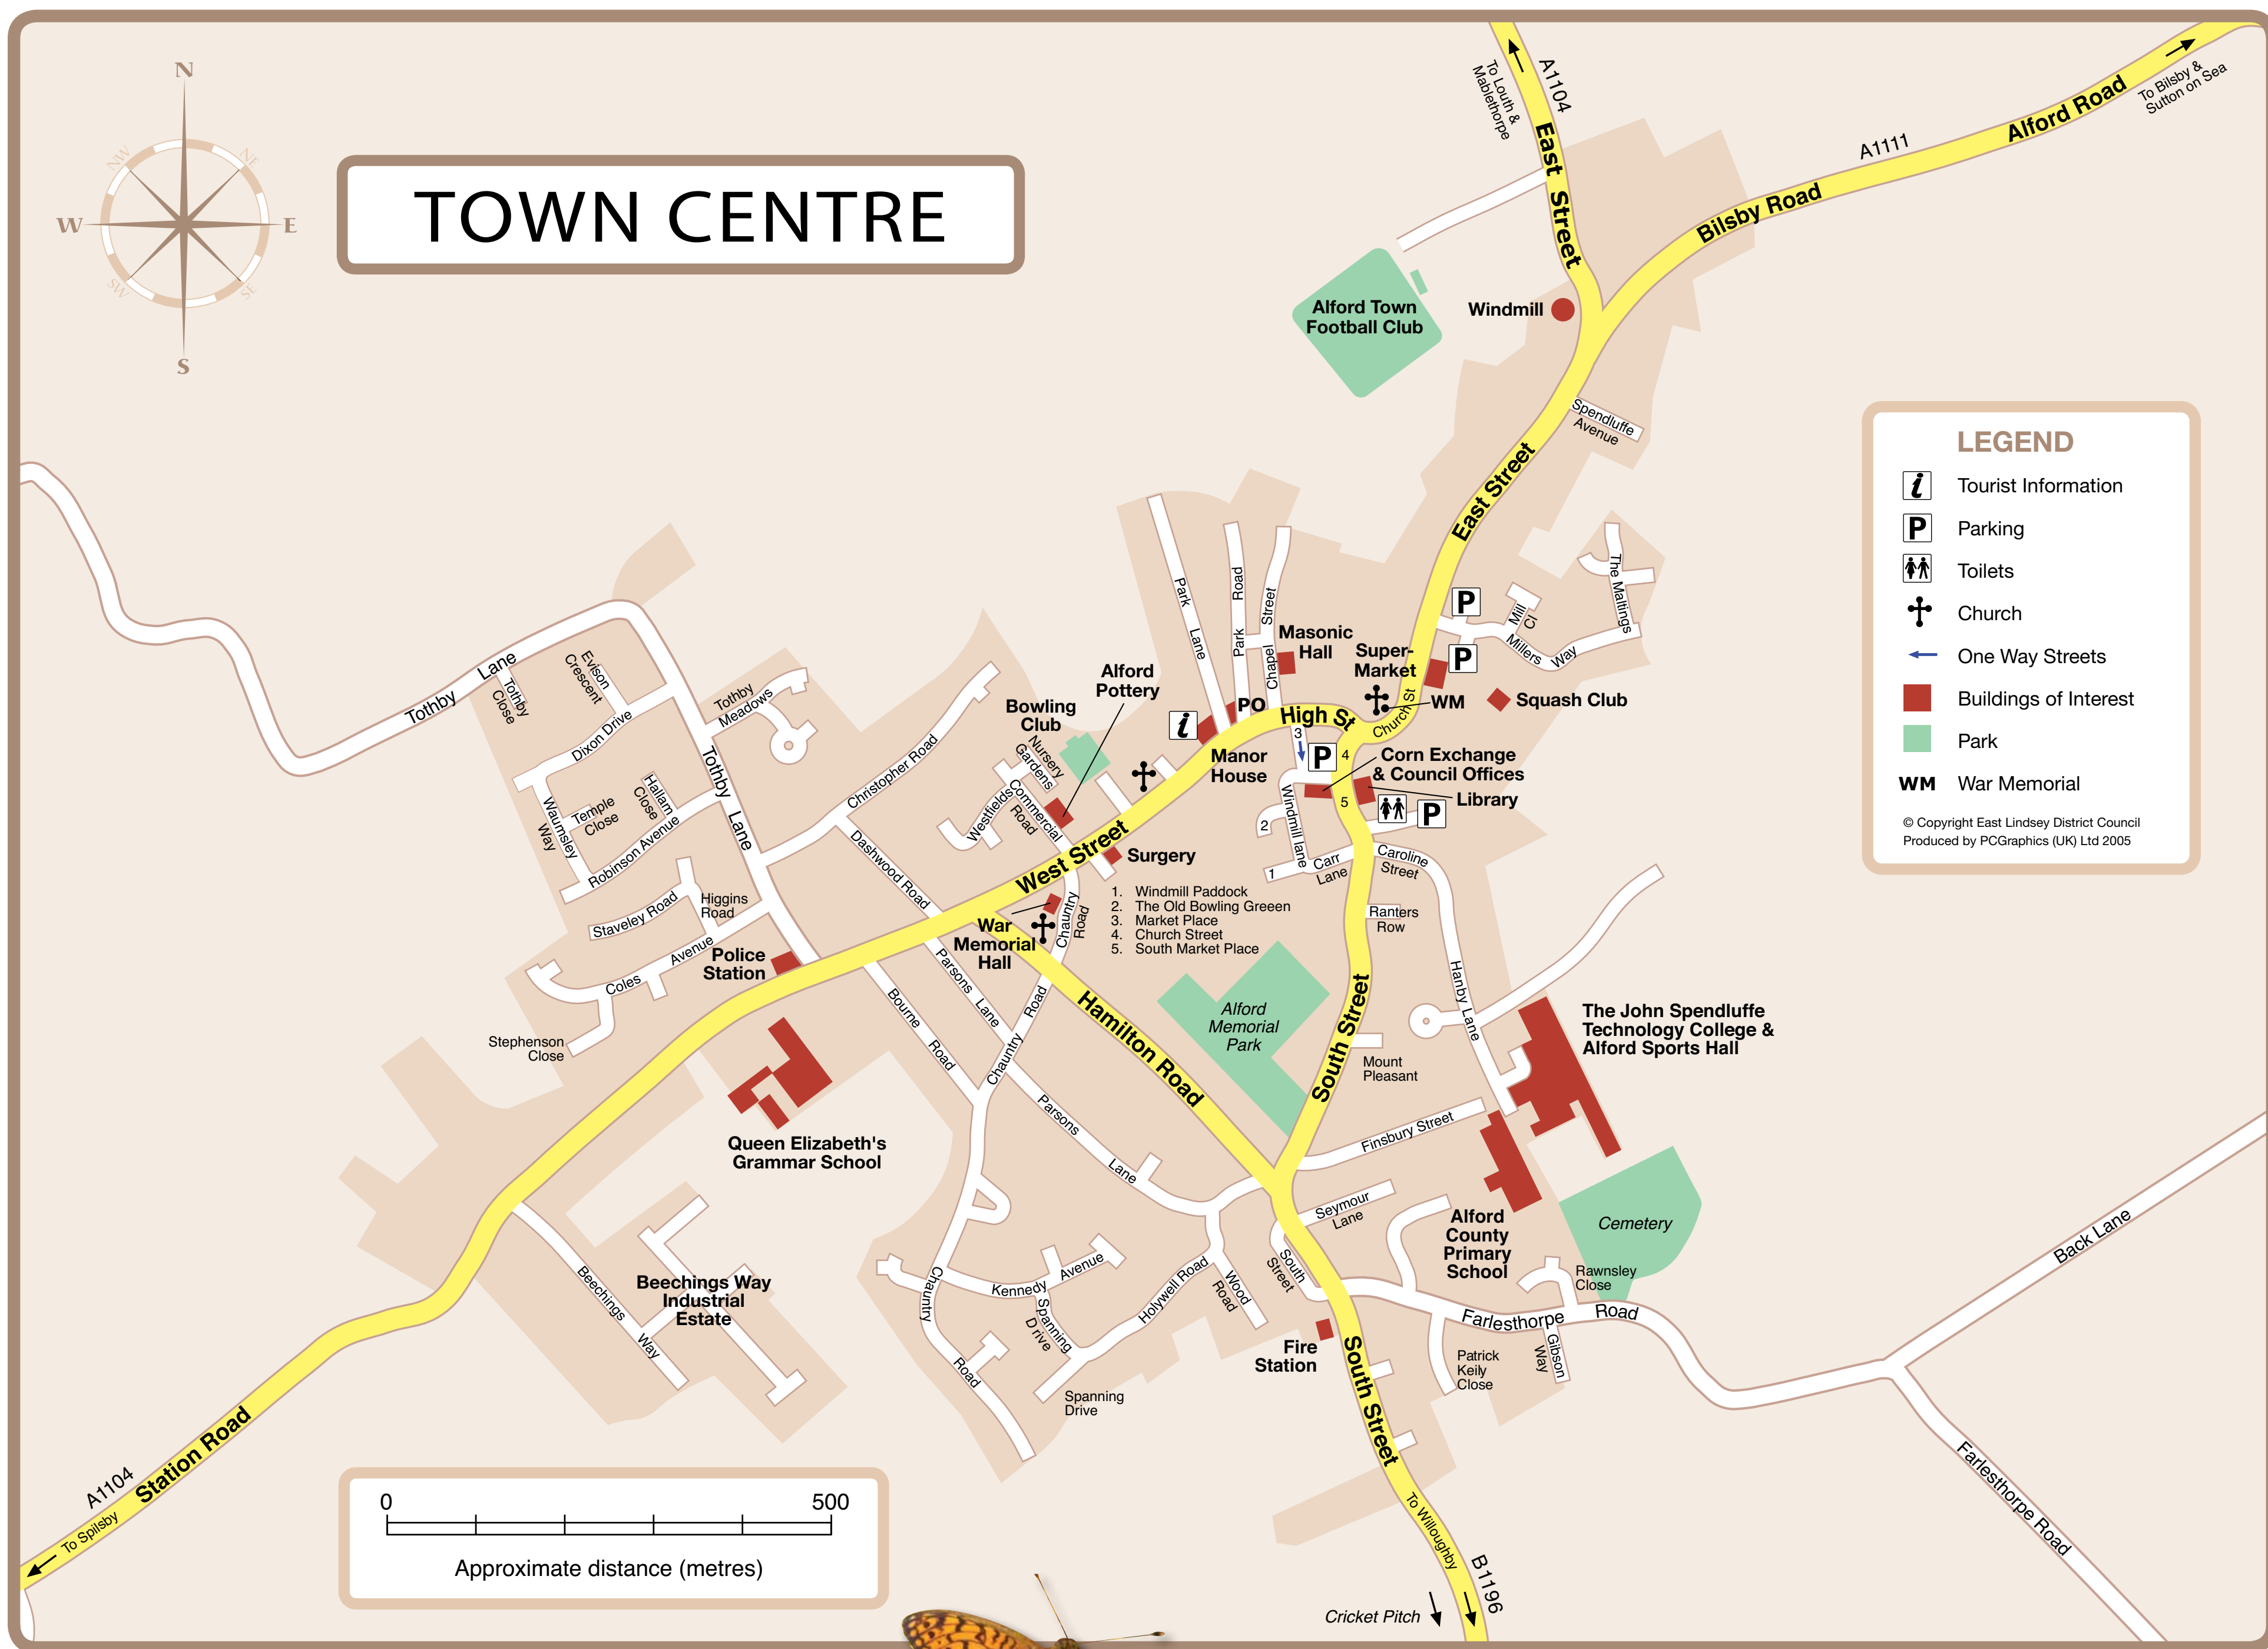 N
NW
NE
W
E
SW
SE
S
TOWN CENTRE
A1104
To Louth &
Mablethorpe
East Street
Alford Road
To Bilsby &
Sutton on Sea
A1111
Bilsby Road
Alford Town
Football Club
Windmill
Spendluffe
Avenue
East Street
LEGEND
i Tourist Information
P Parking
Toilets
Church
One Way Streets
Buildings of Interest
Park
WM War Memorial
© Copyright East Lindsey District Council
Produced by PCGraphics (UK) Ltd 2005
The Maltings
Mill
Cl
Millers Way
P
P
Park Lane
Park Road
Chapel Street
Masonic
Hall
Super-
Market
WM
Squash Club
Church St
High St
PO
i
Manor
House
3
P
4
Corn Exchange
& Council Offices
Library
5
P
Windmill lane
2
1
Carr
Lane
Caroline
Street
Alford
Pottery
Bowling
Club
Nursery
Gardens
Westfields
Commercial
Road
West Street
Surgery
1. Windmill Paddock
2. The Old Bowling Greeen
3. Market Place
4. Church Street
5. South Market Place
Tothby Lane
Tothby
Close
Evison
Crescent
Dixon Drive
Tothby
Meadows
Tothby Lane
Waumsley
Way
Temple
Close
Hallam
Close
Robinson Avenue
Christopher Road
Dashwood Road
Staveley Road
Higgins
Road
Coles Avenue
Stephenson
Close
Police
Station
War
Memorial
Hall
Chauntry
Road
Ranters
Row
Hanby Lane
Parsons Lane
Bourne Road
Chauntry Road
Hamilton Road
Alford
Memorial
Park
South Street
Mount
Pleasant
The John Spendluffe
Technology College &
Alford Sports Hall
Queen Elizabeth's
Grammar School
Parsons Lane
Finsbury Street
Seymour
Lane
Alford
County
Primary
School
Cemetery
Rawnsley
Close
Back Lane
Beechings Way
Beechings Way
Industrial
Estate
Chauntry Road
Kennedy Avenue
Spanning
Drive
Holywell Road
Wood
Road
South
Street
Fire
Station
South Street
Farlesthorpe Road
Patrick
Keily
Close
Gibson
Way
Spanning
Drive
Farlesthorpe Road
A1104
Station Road
To Spilsby
0 500
Approximate distance (metres)
To Willoughby
B1196
Cricket Pitch